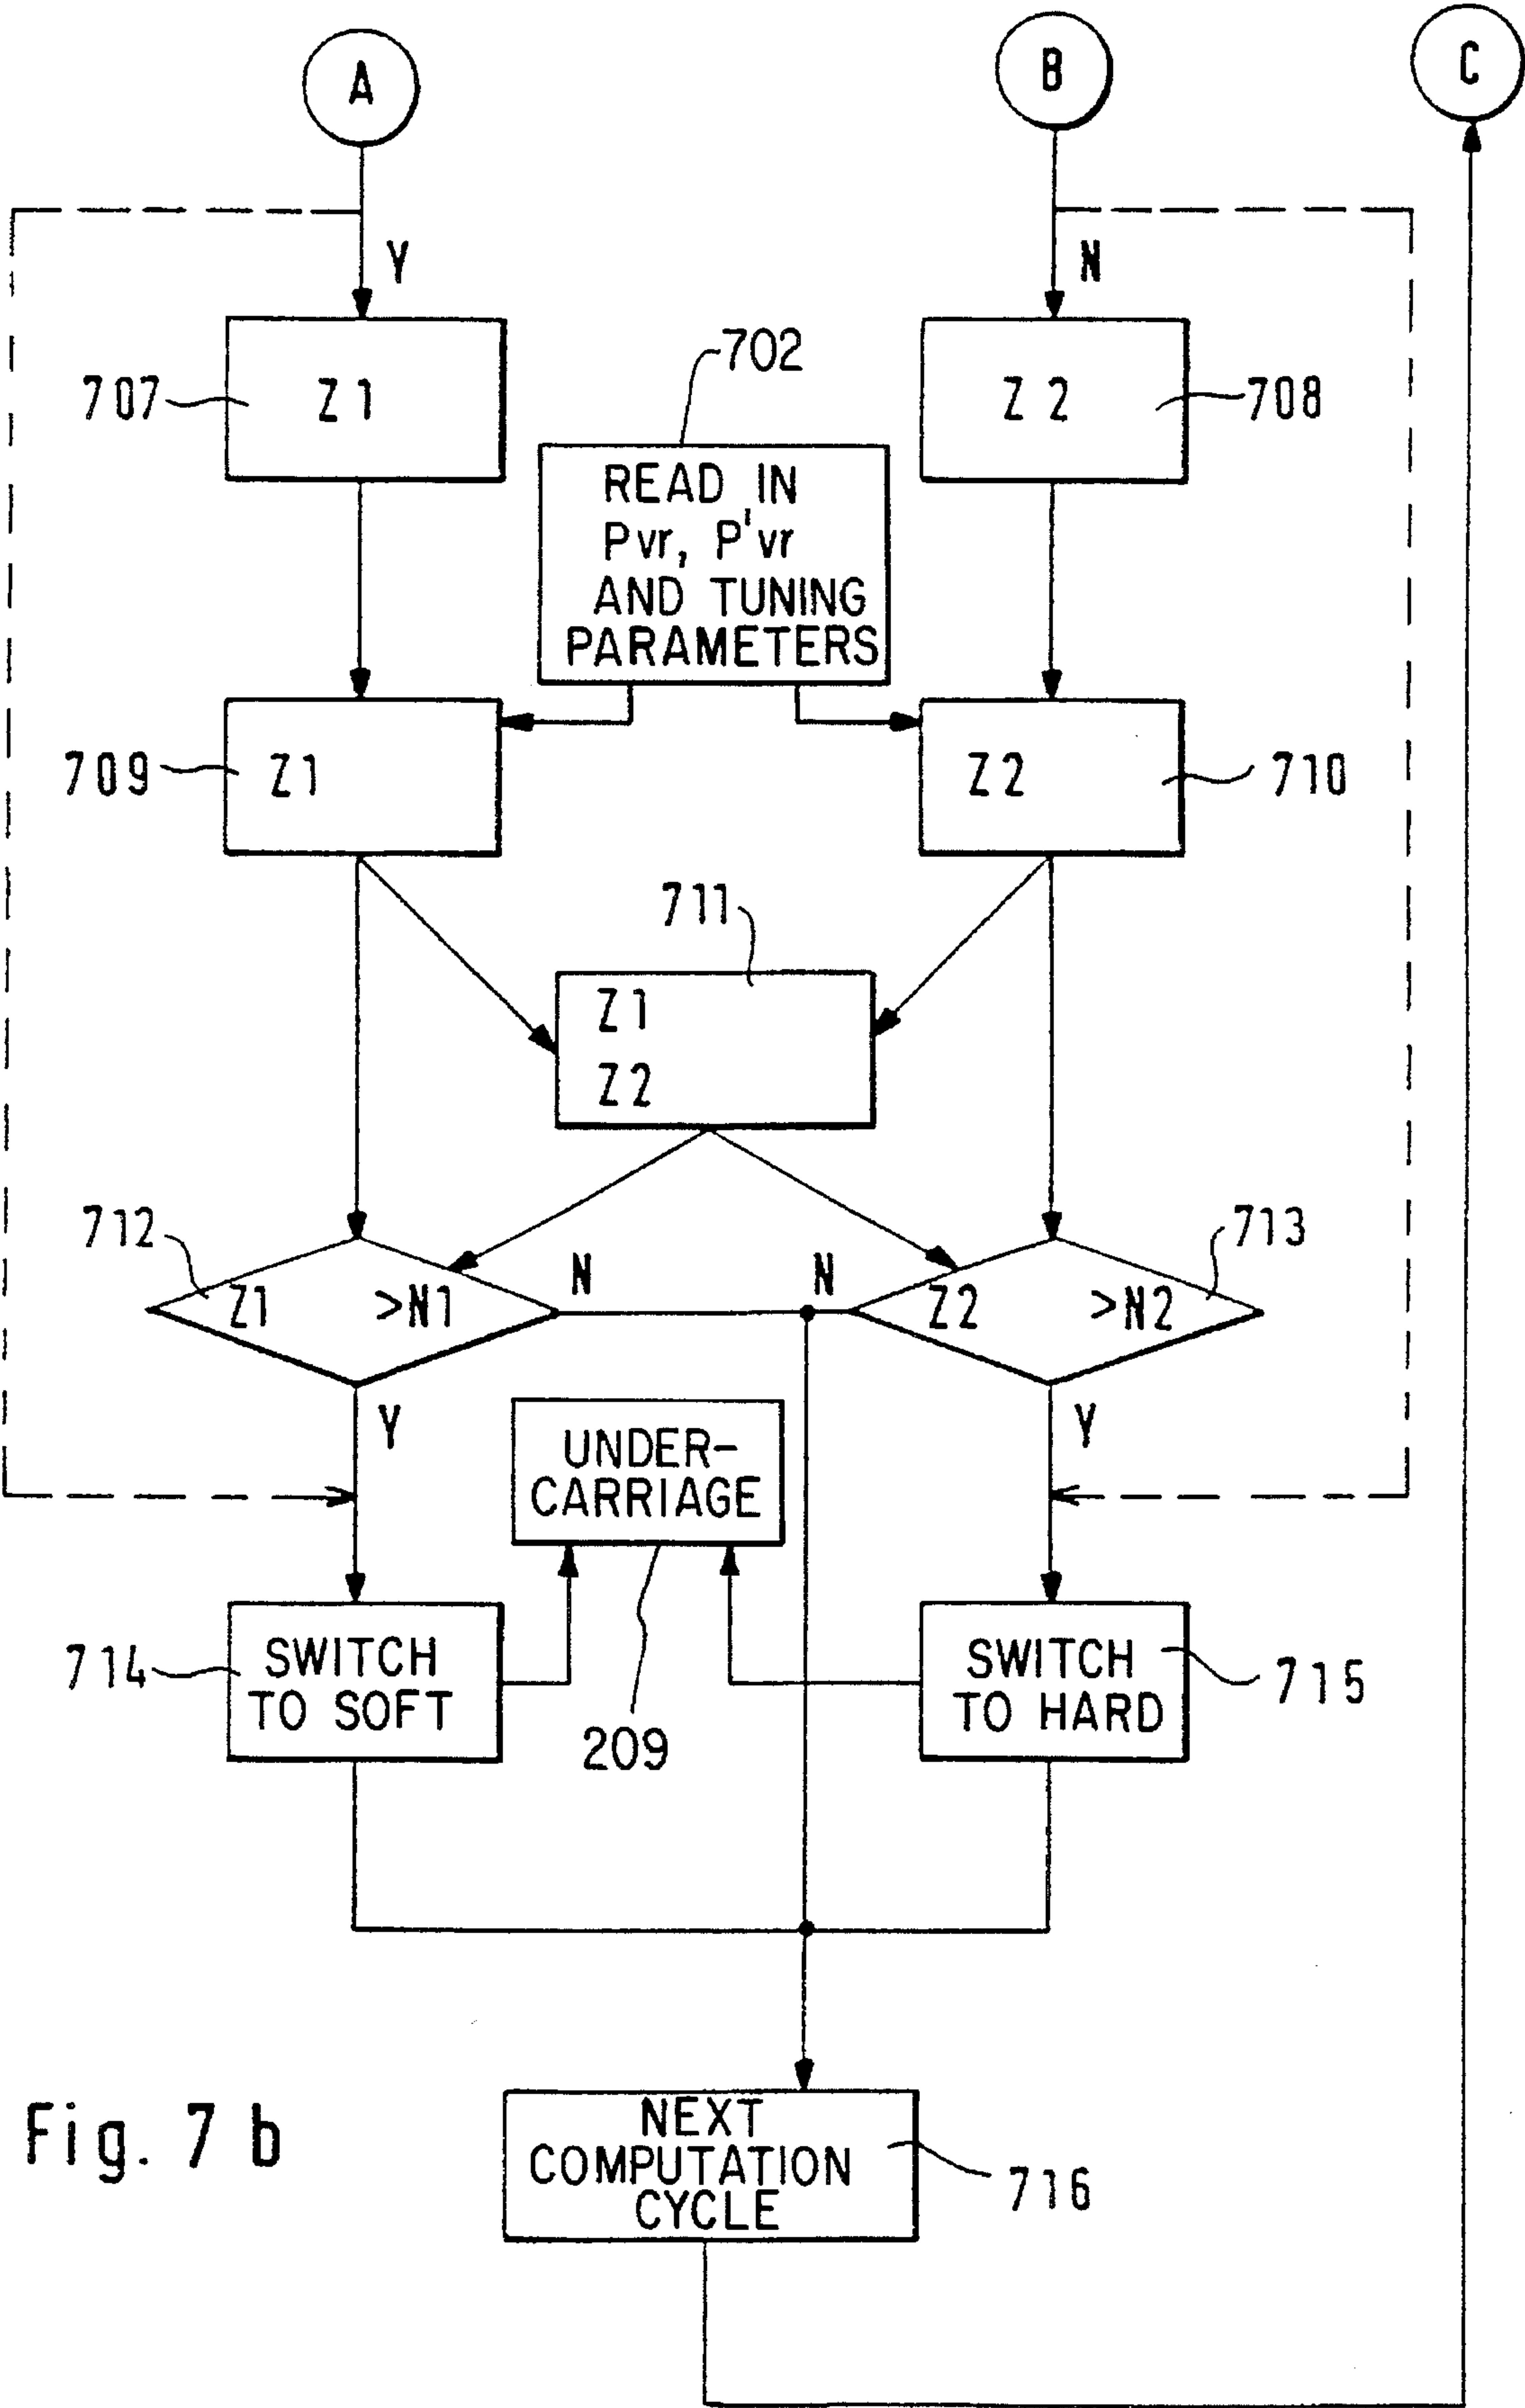 A
B
C
Y
N
702
707
Z1
Z2
708
READ IN
Pvr, P'vr
AND TUNING
PARAMETERS
709
Z1
Z2
710
711
Z1
Z2
712
713
Z1 >N1
N
N
Z2 >N2
Y
Y
UNDER-
CARRIAGE
714
SWITCH
TO SOFT
209
SWITCH
TO HARD
715
Fig. 7 b
NEXT
COMPUTATION
CYCLE
716